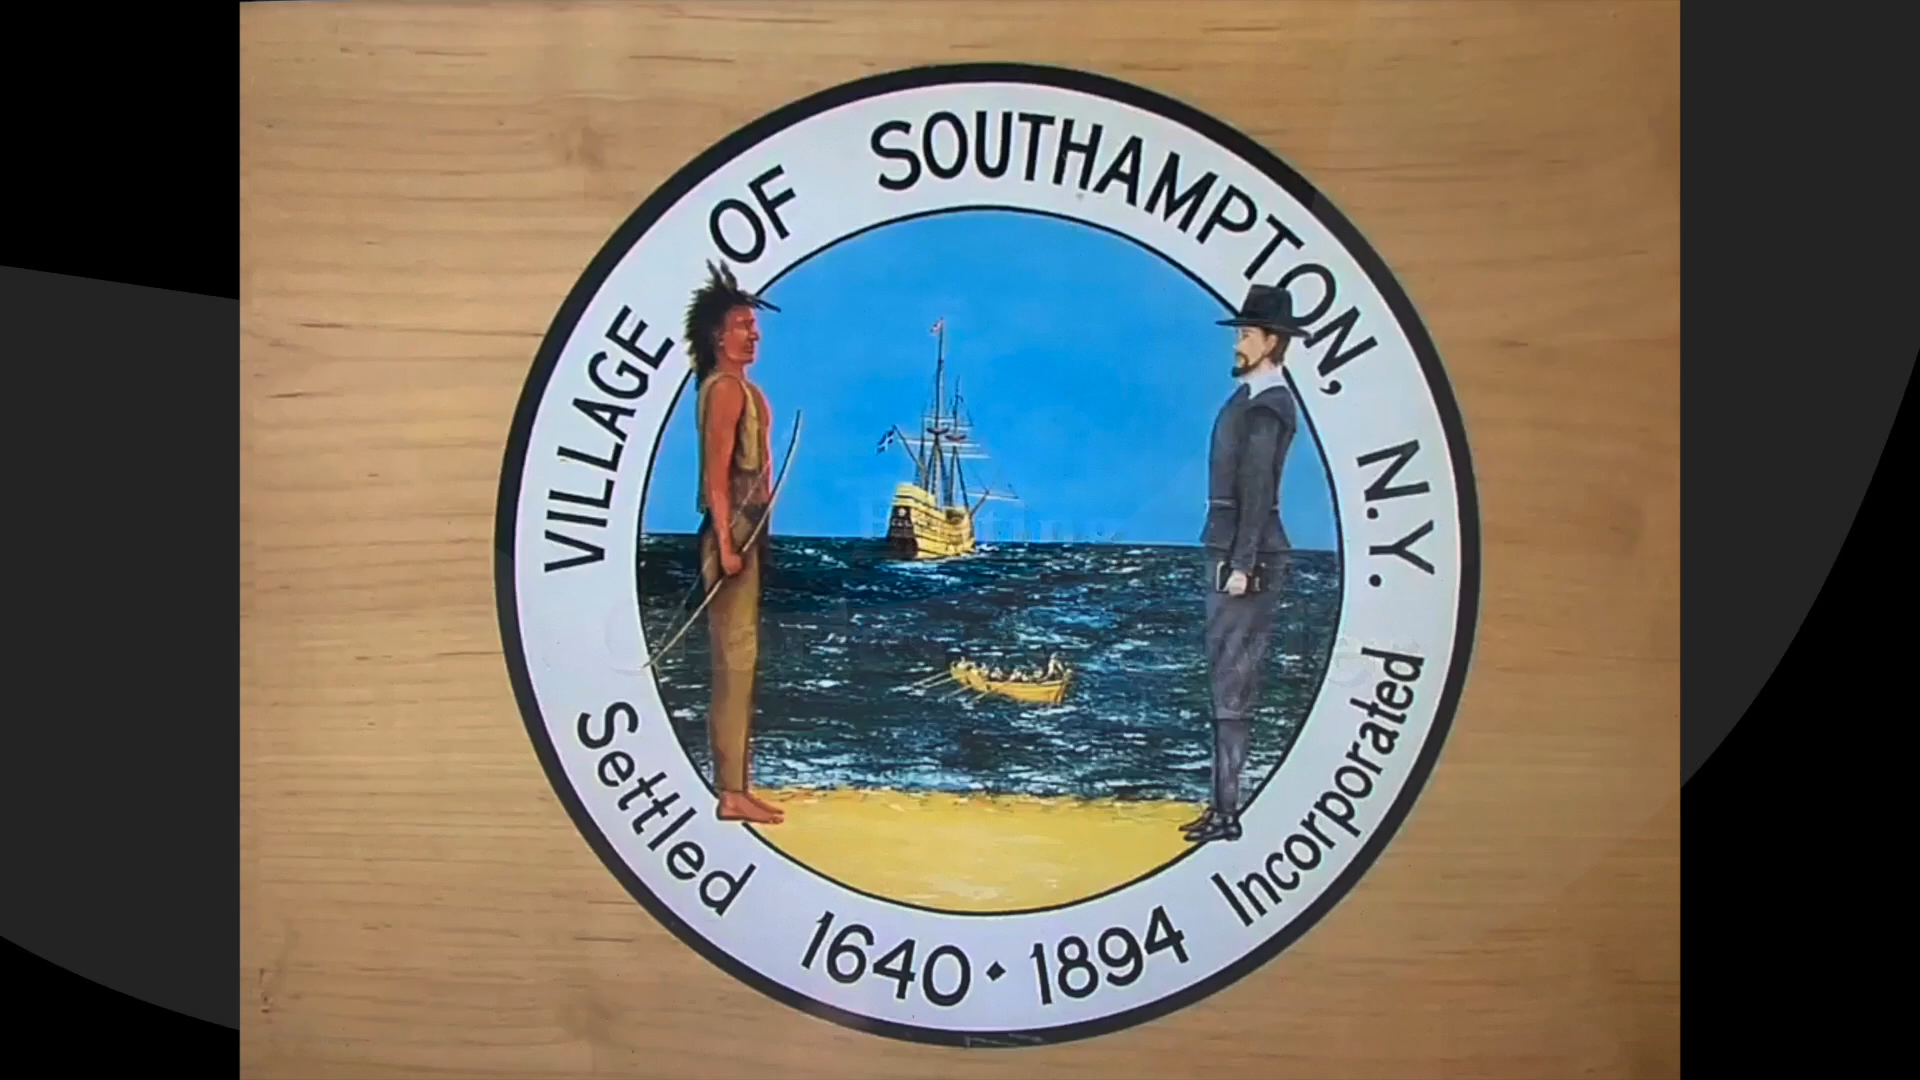 VILLAGE OF SOUTHAMPTON, N.Y.
Settled 1640 • 1894 Incorporated